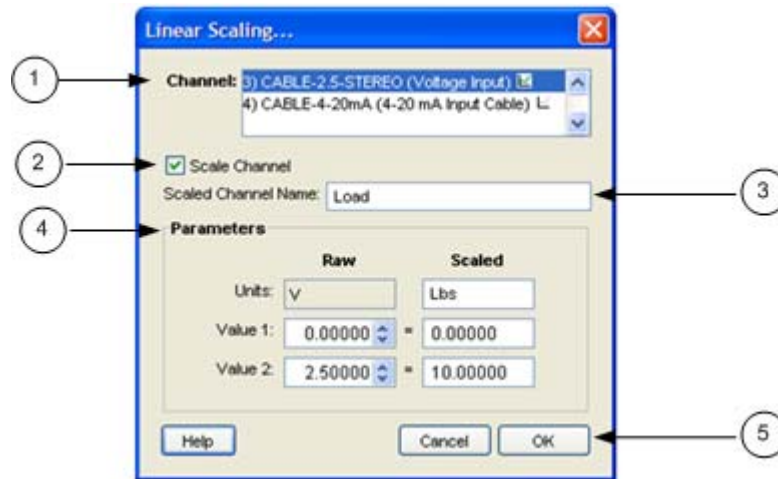 Linear Scaling...
1
Channel: 3) CABLE-2.5-STEREO (Voltage Input)
4) CABLE-4-20mA (4-20 mA Input Cable)
2
Scale Channel
Scaled Channel Name: Load
3
4
Parameters
Raw Scaled
Units: V Lbs
Value 1: 0.00000 = 0.00000
Value 2: 2.50000 = 10.00000
Help Cancel OK
5